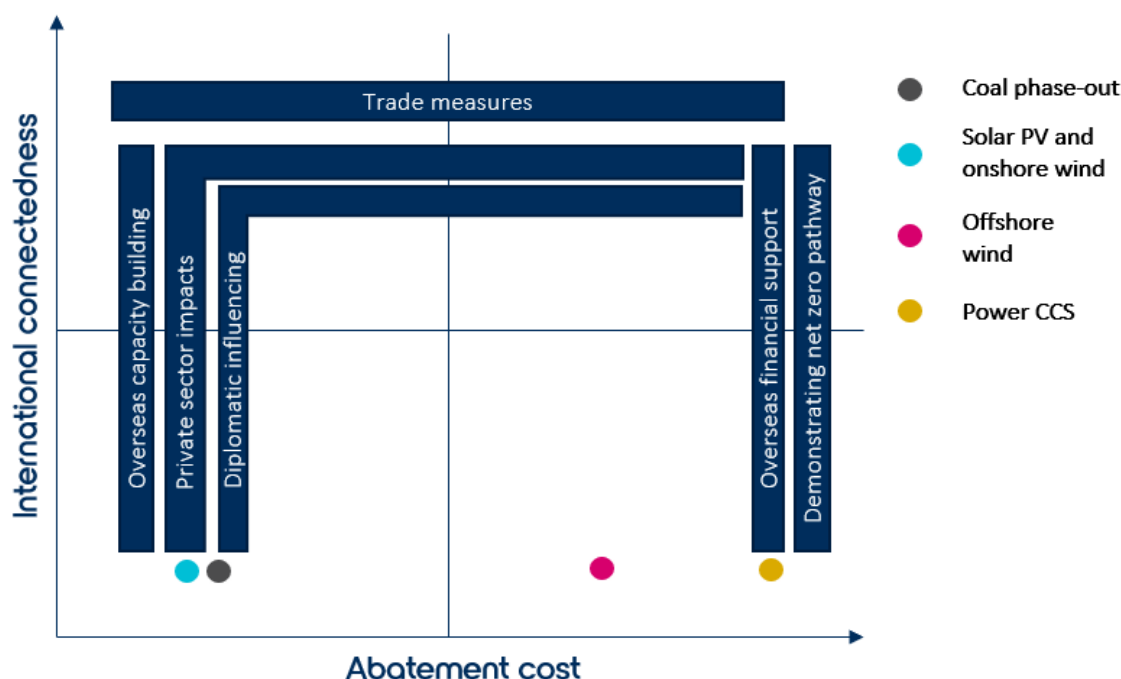 International connectedness
Trade measures
Overseas capacity building
Private sector impacts
Diplomatic influencing
Overseas financial support
Demonstrating net zero pathway
Abatement cost
Coal phase-out
Solar PV and
onshore wind
Offshore
wind
Power CCS